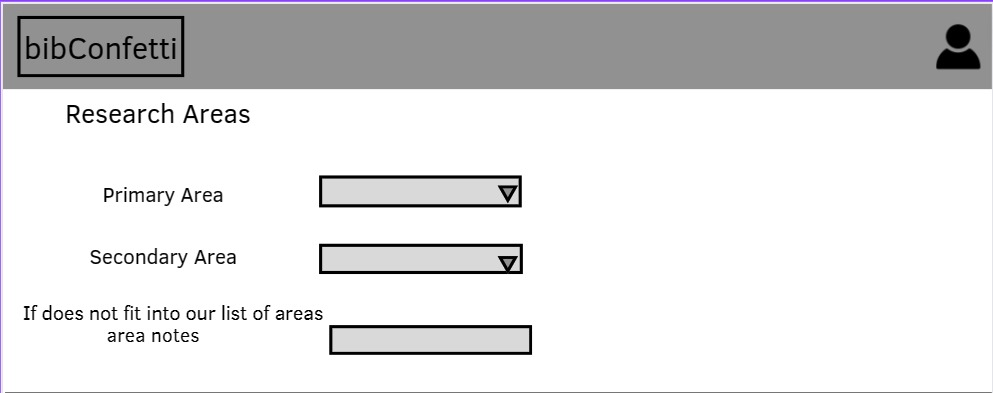 bibConfetti
Research Areas
Primary Area
Secondary Area
If does not fit into our list of areas
area notes